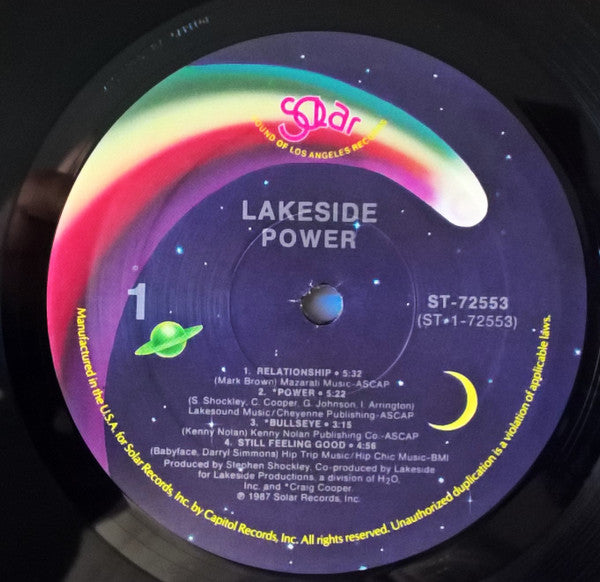 Solar
SOUND OF LOS ANGELES RECORDS
LAKESIDE
POWER
1
ST-72553
(ST-1-72553)
1. RELATIONSHIP • 5:32
(Mark Brown) Mazarati Music-ASCAP
2. *POWER • 5:22
(S. Shockley, C. Cooper, G. Johnson, I. Arrington)
Lakesound Music/Cheyenne Publishing-ASCAP
3. *BULLSEYE • 3:15
(Kenny Nolan) Kenny Nolan Publishing Co.-ASCAP
4. STILL FEELING GOOD • 4:56
(Babyface, Darryl Simmons) Hip Trip Music/Hip Chic Music-BMI
Produced by Stephen Shockley, Co-produced by Lakeside
for Lakeside Productions, a division of H2O,
Inc. and *Craig Cooper.
℗ 1987 Solar Records, Inc.
Manufactured in the U.S.A. for Solar Records, Inc. by Capitol Records, Inc. All rights reserved. Unauthorized duplication is a violation of applicable laws.